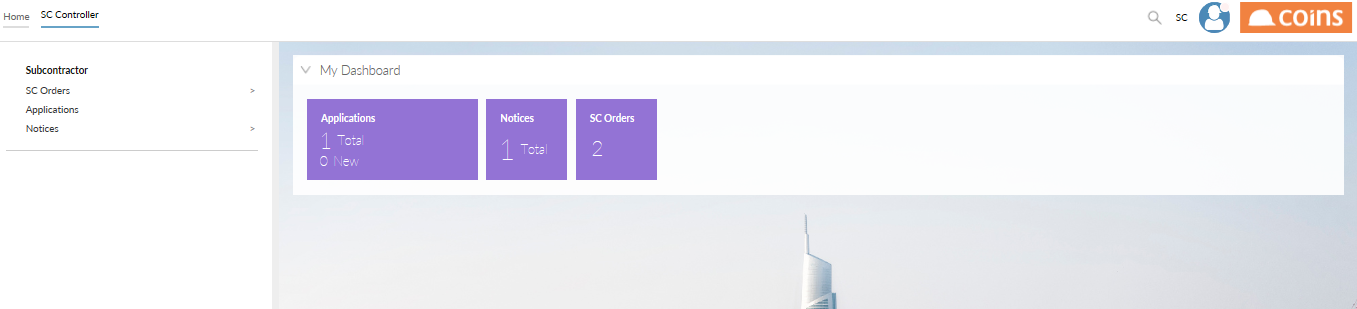 Home
SC Controller
SC
coins
Subcontractor
SC Orders >
Applications
Notices >
My Dashboard
Applications
1 Total
0 New
Notices
1 Total
SC Orders
2